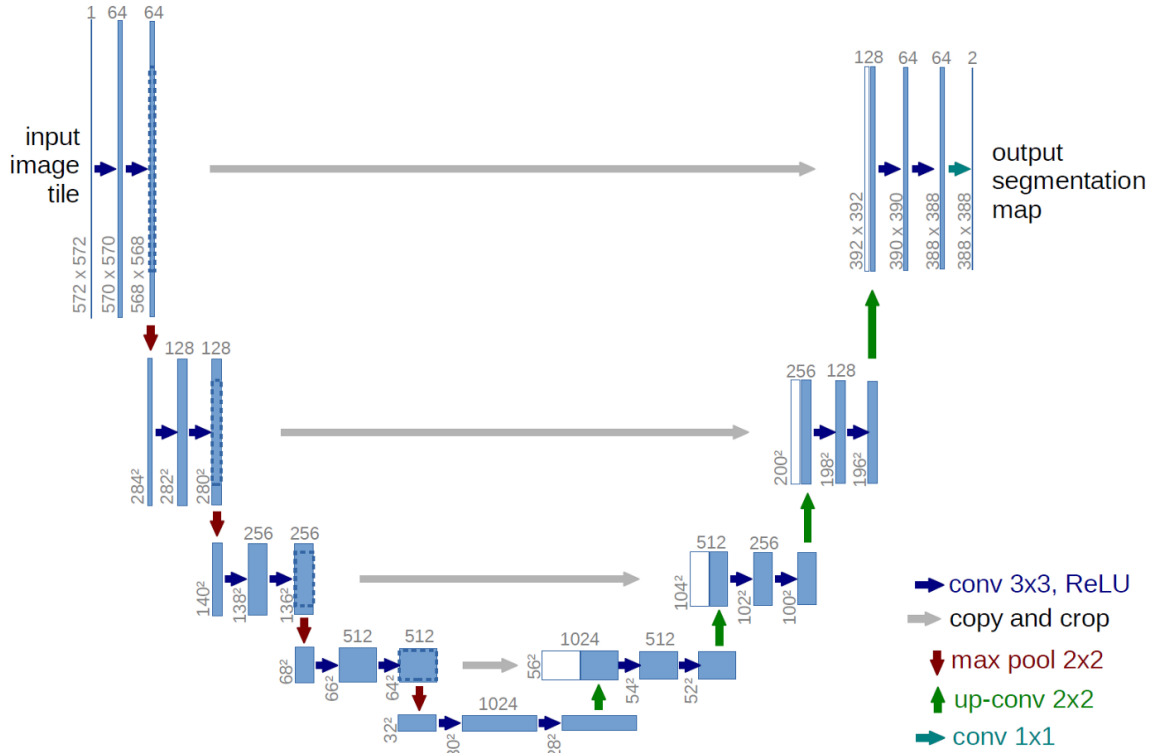 1 64 64
128 64 64 2
input
image
tile
output
segmentation
map
572 x 572
570 x 570
568 x 568
392 x 392
390 x 390
388 x 388
388 x 388
128 128
256 128
284²
282²
280²
200²
198²
196²
256 256
512 256
140²
138²
136²
104²
102²
100²
conv 3x3, ReLU
copy and crop
max pool 2x2
up-conv 2x2
conv 1x1
512 512
1024 512
68²
66²
64²
56²
54²
52²
1024
32²